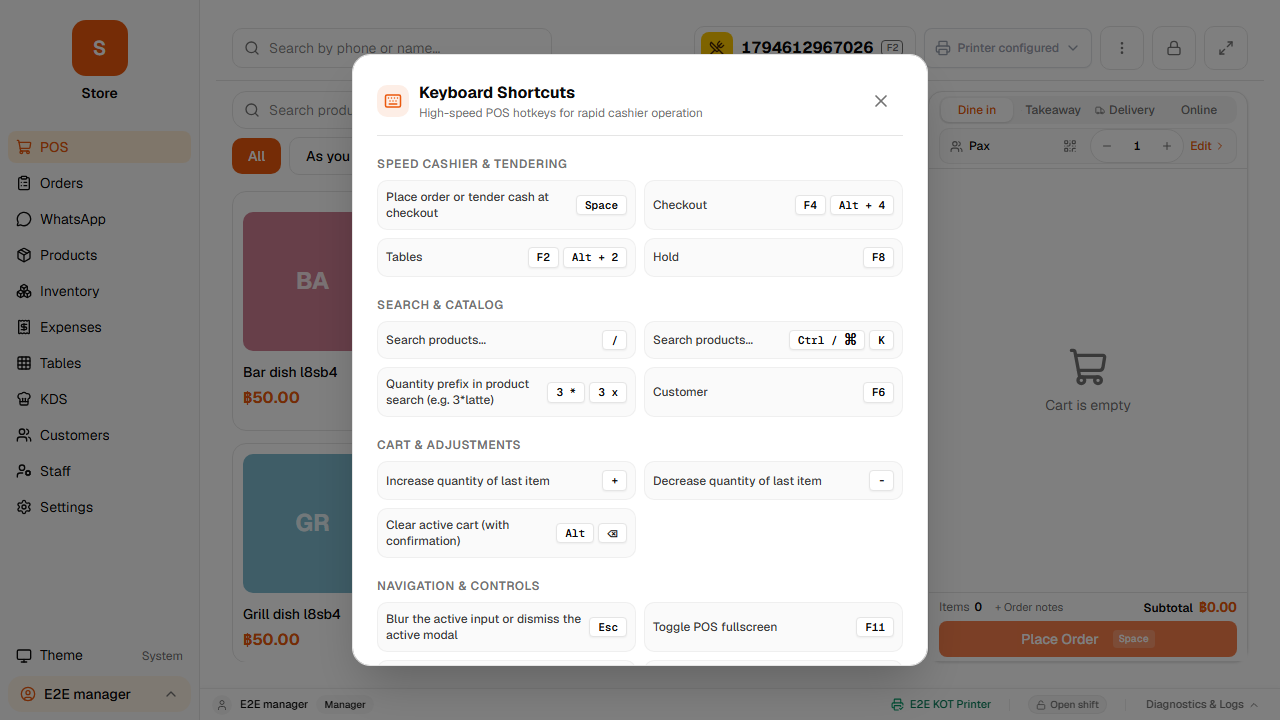 S
Store
POS
Orders
WhatsApp
Products
Inventory
Expenses
Tables
KDS
Customers
Staff
Settings
Theme
System
E2E manager
Search by phone or name...
1794612967026
F2
Printer configured
Search produ
All
As you
BA
Bar dish l8sb4
฿50.00
GR
Grill dish l8sb4
฿50.00
Keyboard Shortcuts
High-speed POS hotkeys for rapid cashier operation
SPEED CASHIER & TENDERING
Place order or tender cash at
checkout
Space
Checkout
F4
Alt + 4
Tables
F2
Alt + 2
Hold
F8
SEARCH & CATALOG
Search products…
/
Search products…
Ctrl / ⌘
K
Quantity prefix in product
search (e.g. 3*latte)
3 *
3 x
Customer
F6
CART & ADJUSTMENTS
Increase quantity of last item
+
Decrease quantity of last item
-
Clear active cart (with
confirmation)
Alt
⌫
NAVIGATION & CONTROLS
Blur the active input or dismiss the
active modal
Esc
Toggle POS fullscreen
F11
Dine in
Takeaway
Delivery
Online
Pax
1
Edit
Cart is empty
Items 0
+ Order notes
Subtotal ฿0.00
Place Order
Space
E2E manager
Manager
E2E KOT Printer
Open shift
Diagnostics & Logs